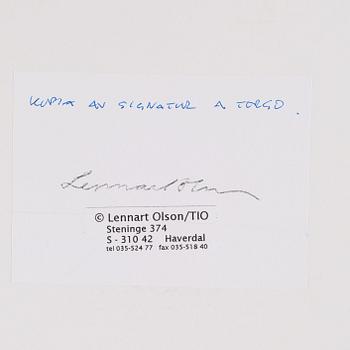 KOPIA AV SIGNATUR A TORSO.
Lennart Olson
© Lennart Olson/TIO
Steninge 374
S - 310 42 Haverdal
tel 035-524 77 fax 035-518 40